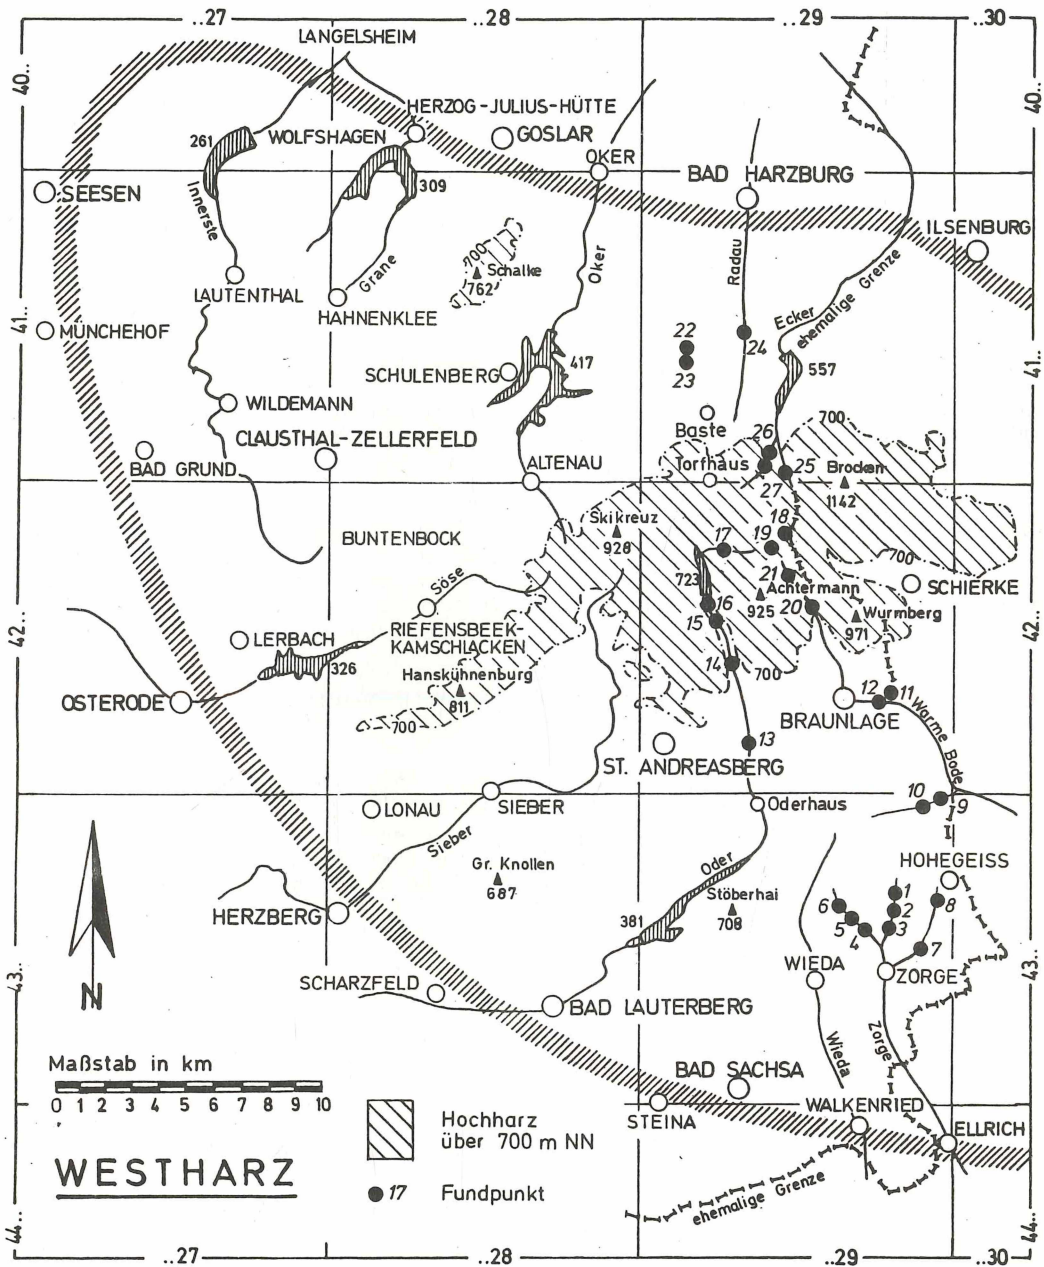 ..27
..28
..29
..30
40..
40..
LANGELSHEIM
HERZOG-JULIUS-HÜTTE
261
WOLFSHAGEN
GOSLAR
OKER
BAD HARZBURG
SEESEN
309
ILSENBURG
Innerste
Grane
700
Schalke
762
Oker
Radau
ehemalige Grenze
Ecker
LAUTENTHAL
HAHNENKLEE
41..
MÜNCHEHOF
22
24
41..
417
23
557
SCHULENBERG
WILDEMANN
Baste
700
CLAUSTHAL-ZELLERFELD
26
BAD GRUND
ALTENAU
Torfhaus
25
Brocken
27
1142
Skikreuz
928
18
BUNTENBOCK
17
19
700
723
21
Achtermann
SCHIERKE
Söse
925
20
Wurmberg
971
16
42..
LERBACH
RIEFENSBEEK-
KAMSCHLACKEN
15
42..
326
Hanskühnenburg
811
14
700
OSTERODE
700
12
11
BRAUNLAGE
Warme Bode
13
ST. ANDREASBERG
LONAU
SIEBER
Oderhaus
10
9
Sieber
Gr. Knollen
687
Oder
HOHEGEISS
Stöberhai
708
HERZBERG
381
6
1
2
8
5
4
3
7
43..
SCHARZFELD
WIEDA
ZORGE
43..
N
BAD LAUTERBERG
Wieda
Zorge
Maßstab in km
0 1 2 3 4 5 6 7 8 9 10
BAD SACHSA
STEINA
WALKENRIED
ELLRICH
Hochharz
über 700 m NN
WESTHARZ
17 Fundpunkt
ehemalige Grenze
44..
44..
..27
..28
..29
..30